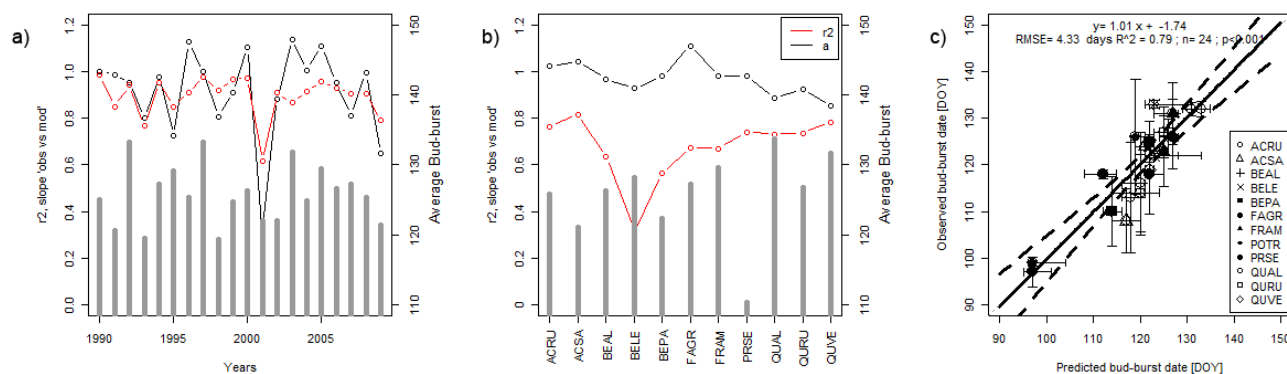 a)
r2, slope 'obs vs mod'
0.0
0.2
0.4
0.6
0.8
1.0
1.2
1990
1995
2000
2005
Years
110
120
130
140
150
Average Bud-burst
b)
r2, slope 'obs vs mod'
0
0.2
0.4
0.6
0.8
1
1.2
r2
a
ACRU
ACSA
BEAL
BELE
BEPA
FAGR
FRAM
PRSE
QUAL
QURU
QUVE
110
120
130
140
150
Average Bud-burst
c)
y= 1.01 x + -1.74
RMSE= 4.33 days R^2 = 0.79 ; n= 24 ; p<0.001
Observed bud-burst date [DOY]
90
100
110
120
130
140
150
90
100
110
120
130
140
150
Predicted bud-burst date [DOY]
ACRU
ACSA
BEAL
BELE
BEPA
FAGR
FRAM
POTR
PRSE
QUAL
QURU
QUVE